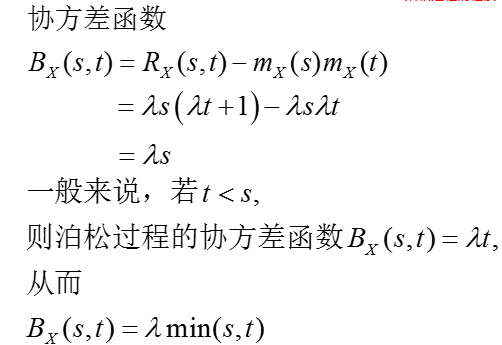 协方差函数
B_X(s,t) = R_X(s,t) − m_X(s)m_X(t)
= λs(λt+1) − λsλt
= λs
一般来说，若 t < s,
则泊松过程的协方差函数 B_X(s,t) = λt,
从而
B_X(s,t) = λ min(s,t)